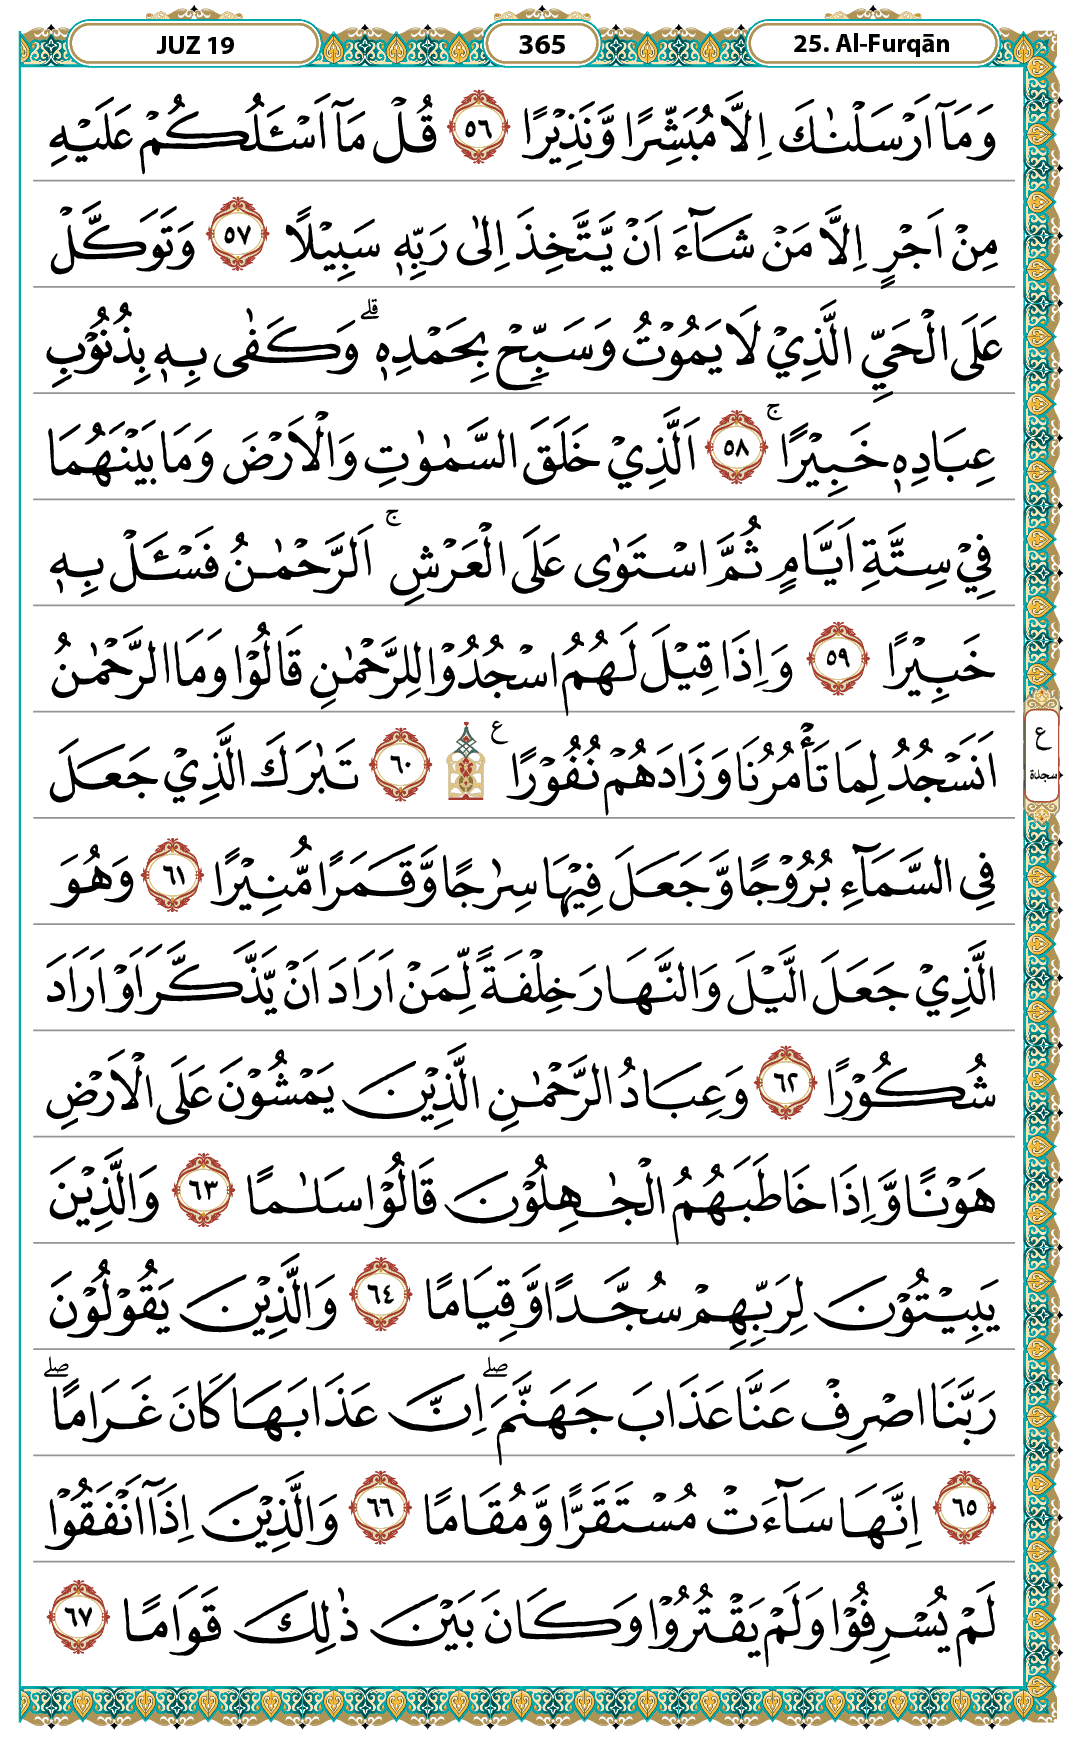 JUZ 19
365
25. Al-Furqān
وَمَآ اَرْسَلْنٰكَ اِلَّا مُبَشِّرًا وَّنَذِيْرًا ٥٦ قُلْ مَآ اَسْـَٔلُكُمْ عَلَيْهِ
مِنْ اَجْرٍ اِلَّا مَنْ شَآءَ اَنْ يَّتَّخِذَ اِلٰى رَبِّهٖ سَبِيْلًا ٥٧ وَتَوَكَّلْ
عَلَى الْحَيِّ الَّذِيْ لَا يَمُوْتُ وَسَبِّحْ بِحَمْدِهٖۗ وَكَفٰى بِهٖ بِذُنُوْبِ
عِبَادِهٖ خَبِيْرًاۚ ٥٨ اَلَّذِيْ خَلَقَ السَّمٰوٰتِ وَالْاَرْضَ وَمَا بَيْنَهُمَا
فِيْ سِتَّةِ اَيَّامٍ ثُمَّ اسْتَوٰى عَلَى الْعَرْشِۚ اَلرَّحْمٰنُ فَسْـَٔلْ بِهٖ
خَبِيْرًا ٥٩ وَاِذَا قِيْلَ لَهُمُ اسْجُدُوْا لِلرَّحْمٰنِ قَالُوْا وَمَا الرَّحْمٰنُ
اَنَسْجُدُ لِمَا تَأْمُرُنَا وَزَادَهُمْ نُفُوْرًا ࣖ ۩ ٦٠ تَبٰرَكَ الَّذِيْ جَعَلَ
ع
سجدة
فِى السَّمَآءِ بُرُوْجًا وَّجَعَلَ فِيْهَا سِرٰجًا وَّقَمَرًا مُّنِيْرًا ٦١ وَهُوَ
الَّذِيْ جَعَلَ الَّيْلَ وَالنَّهَارَ خِلْفَةً لِّمَنْ اَرَادَ اَنْ يَّذَّكَّرَ اَوْ اَرَادَ
شُكُوْرًا ٦٢ وَعِبَادُ الرَّحْمٰنِ الَّذِيْنَ يَمْشُوْنَ عَلَى الْاَرْضِ
هَوْنًا وَّاِذَا خَاطَبَهُمُ الْجٰهِلُوْنَ قَالُوْا سَلٰمًا ٦٣ وَالَّذِيْنَ
يَبِيْتُوْنَ لِرَبِّهِمْ سُجَّدًا وَّقِيَامًا ٦٤ وَالَّذِيْنَ يَقُوْلُوْنَ
رَبَّنَا اصْرِفْ عَنَّا عَذَابَ جَهَنَّمَۖ اِنَّ عَذَابَهَا كَانَ غَرَامًاۖ
٦٥ اِنَّهَا سَآءَتْ مُسْتَقَرًّا وَّمُقَامًا ٦٦ وَالَّذِيْنَ اِذَآ اَنْفَقُوْا
لَمْ يُسْرِفُوْا وَلَمْ يَقْتُرُوْا وَكَانَ بَيْنَ ذٰلِكَ قَوَامًا ٦٧